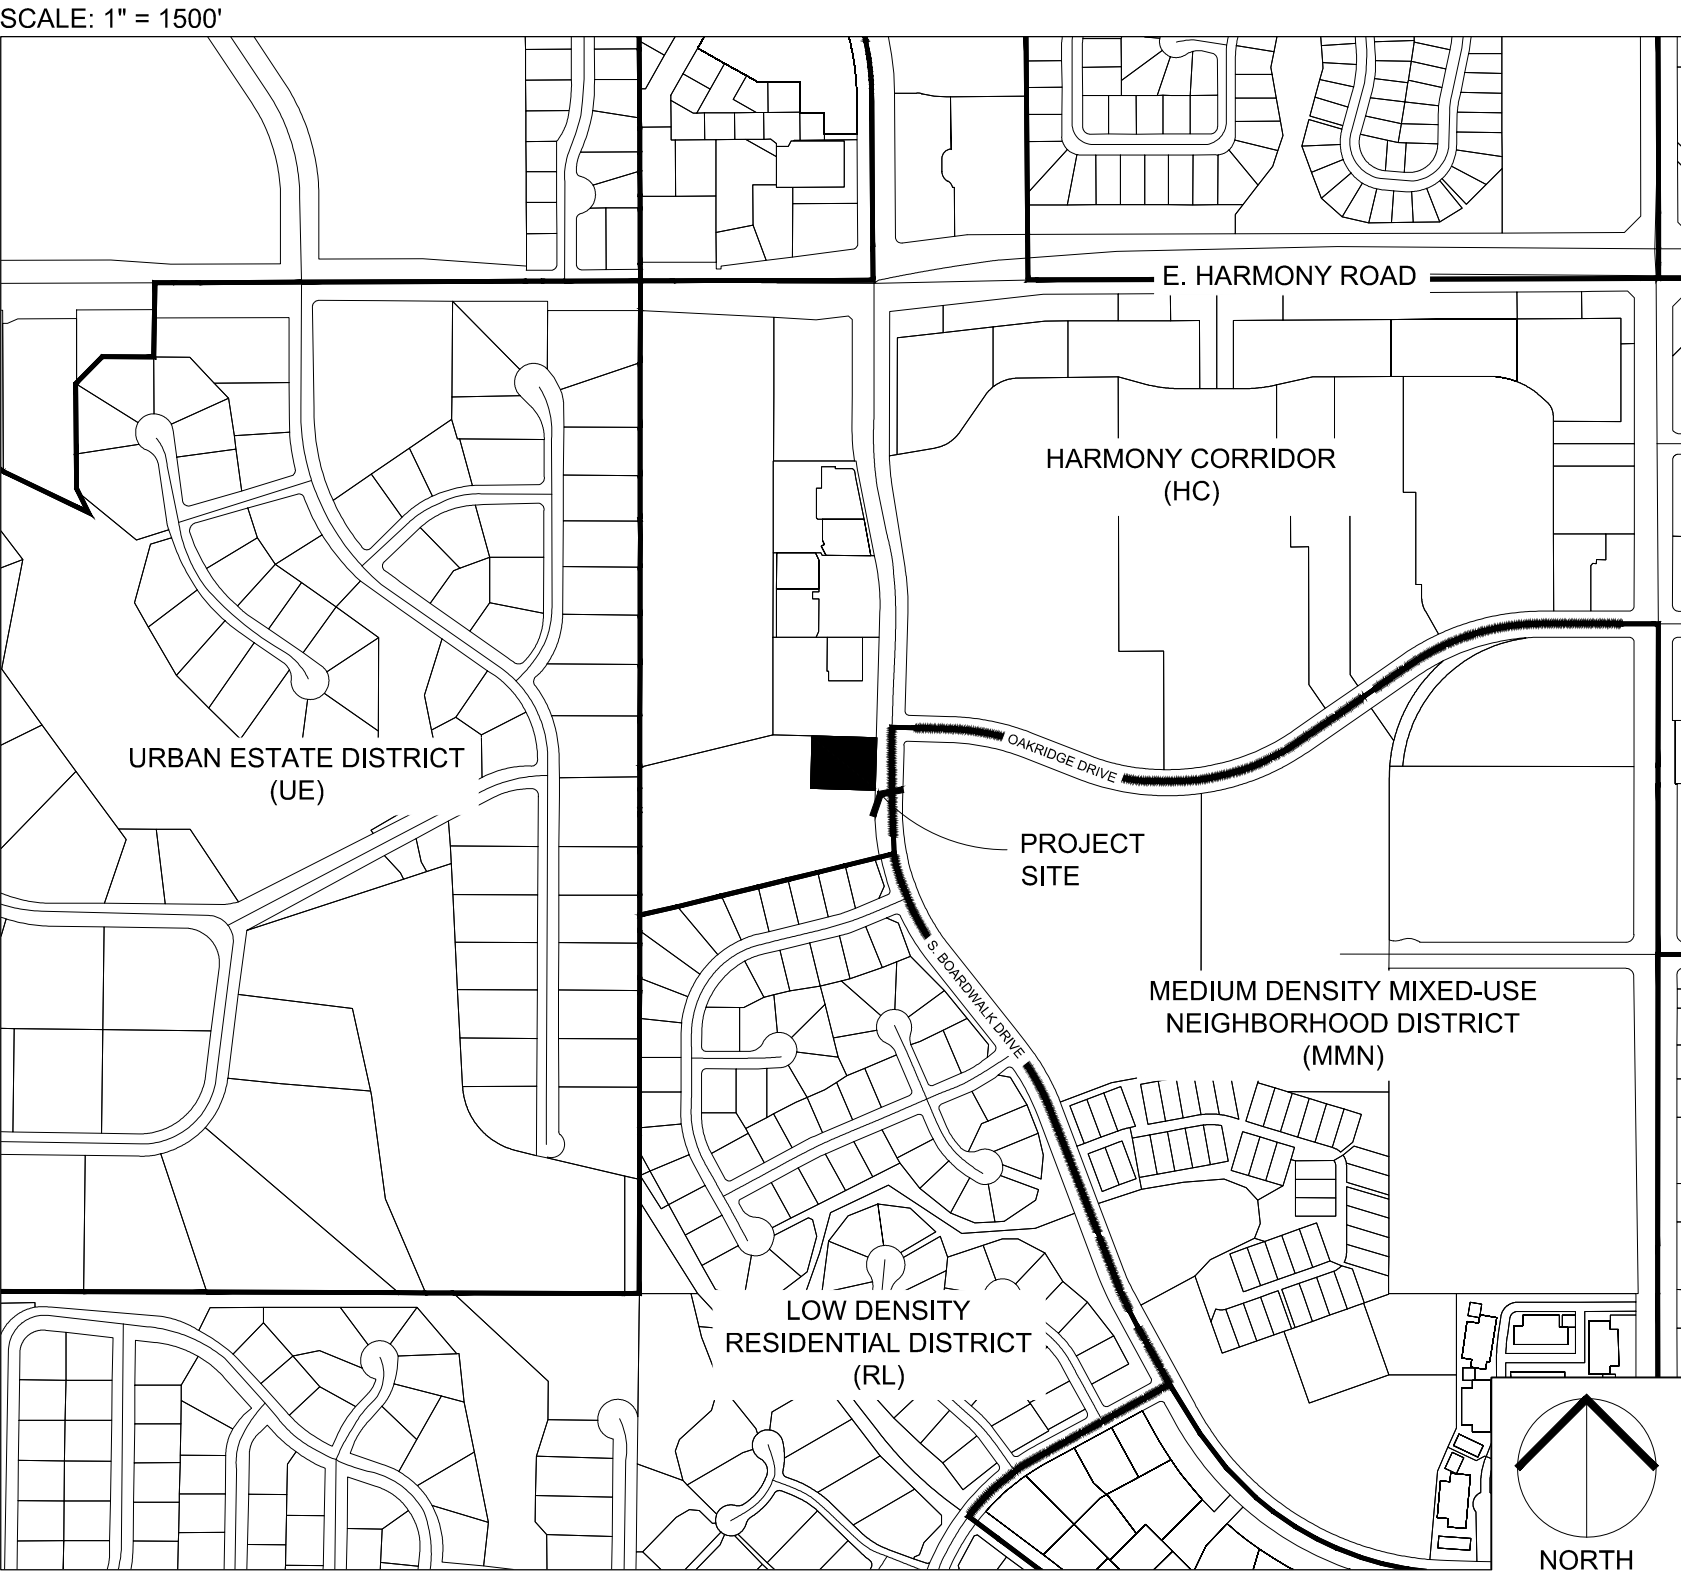 SCALE: 1" = 1500'
E. HARMONY ROAD
HARMONY CORRIDOR
(HC)
OAKRIDGE DRIVE
URBAN ESTATE DISTRICT
(UE)
PROJECT
SITE
S. BOARDWALK DRIVE
MEDIUM DENSITY MIXED-USE
NEIGHBORHOOD DISTRICT
(MMN)
LOW DENSITY
RESIDENTIAL DISTRICT
(RL)
NORTH